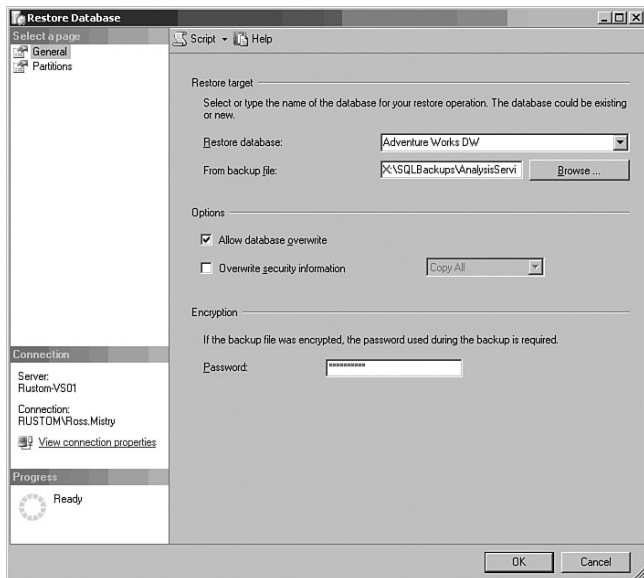 Restore Database
Select a page
General
Partitions
Script
Help
Restore target
Select or type the name of the database for your restore operation. The database could be existing
or new.
Restore database:
Adventure Works DW
From backup file:
X:\SQLBackups\AnalysisServi
Browse ...
Options
Allow database overwrite
Overwrite security information
Copy All
Encryption
If the backup file was encrypted, the password used during the backup is required.
Password:
**********
Connection
Server:
Rustom-VS01
Connection:
RUSTOM\Ross.Mistry
View connection properties
Progress
Ready
OK
Cancel